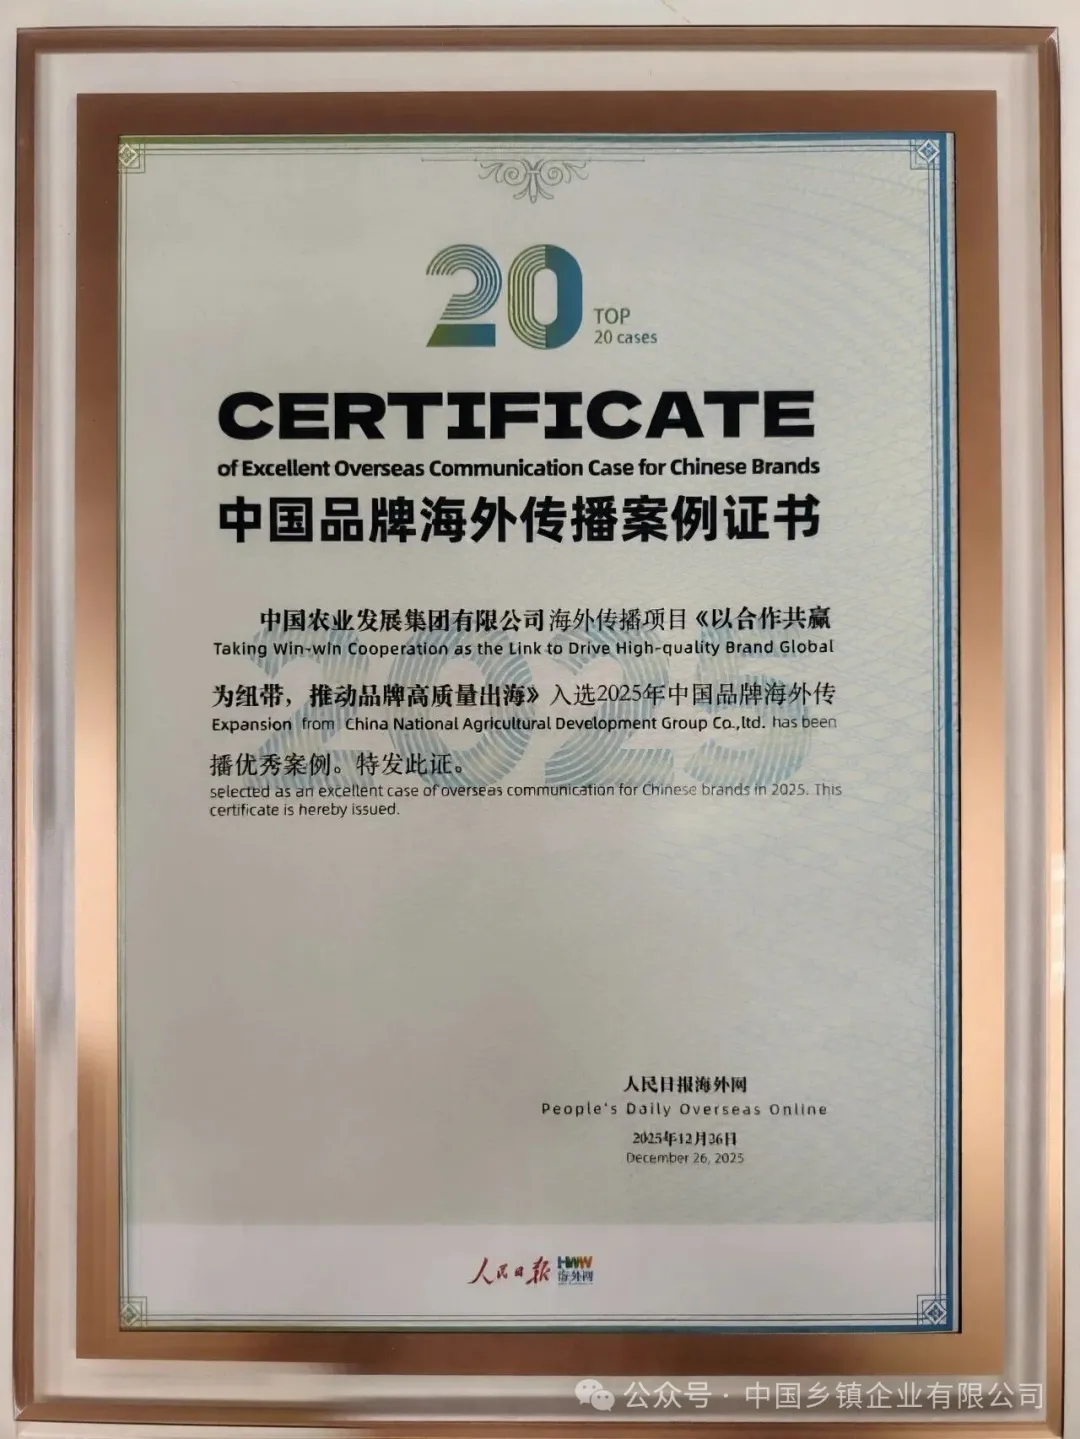 20 TOP
20 cases
CERTIFICATE
of Excellent Overseas Communication Case for Chinese Brands
中国品牌海外传播案例证书
中国农业发展集团有限公司海外传播项目《以合作共赢
Taking Win-win Cooperation as the Link to Drive High-quality Brand Global
为纽带，推动品牌高质量出海》入选2025年中国品牌海外传
Expansion from China National Agricultural Development Group Co.,ltd. has been
播优秀案例。特发此证。
selected as an excellent case of overseas communication for Chinese brands in 2025. This
certificate is hereby issued.
2025
人民日报海外网
People's Daily Overseas Online
2025年12月26日
December 26, 2025
人民日报 HWW
海外网
公众号·中国乡镇企业有限公司